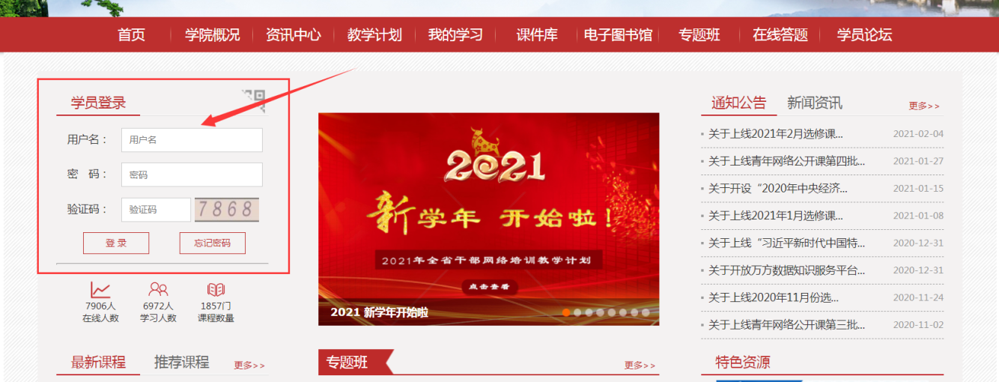 首页 学院概况 资讯中心 教学计划 我的学习 课件库 电子图书馆 专题班 在线答题 学员论坛
学员登录
用户名： 用户名
密 码： 密码
验证码： 验证码 7868
登 录 忘记密码
7906人 6972人 1857门
在线人数 学习人数 课程数量
最新课程 推荐课程 更多>>
2021
新学年 开始啦!
2021年全省干部网络培训教学计划
点击查看
2021 新学年开始啦
专题班 更多>>
通知公告 新闻资讯 更多>>
关于上线2021年2月选修课... 2021-02-04
关于上线青年网络公开课第四批... 2021-01-27
关于开设“2020年中央经济... 2021-01-15
关于上线2021年1月选修课... 2021-01-08
关于上线“习近平新时代中国特... 2020-12-31
关于开放万方数据知识服务平台... 2020-12-31
关于上线2020年11月份选... 2020-11-24
关于上线青年网络公开课第三批... 2020-11-02
特色资源